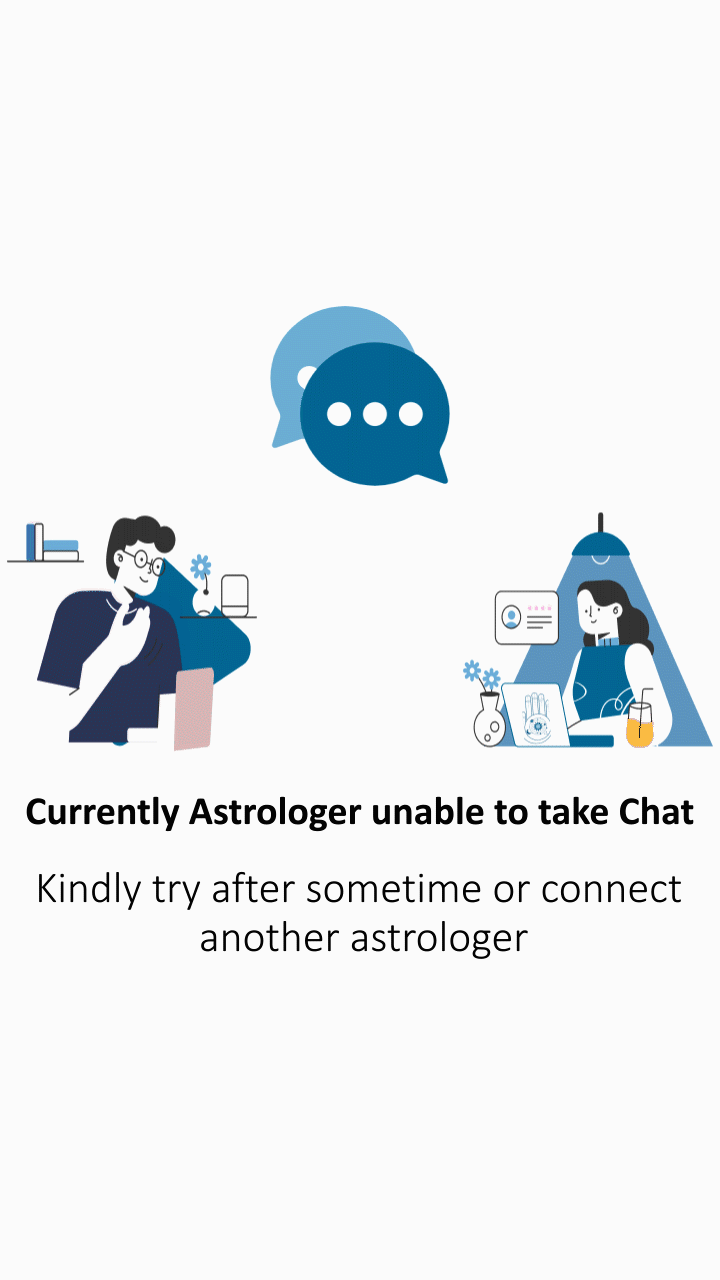 Currently Astrologer unable to take Chat
Kindly try after sometime or connect
another astrologer